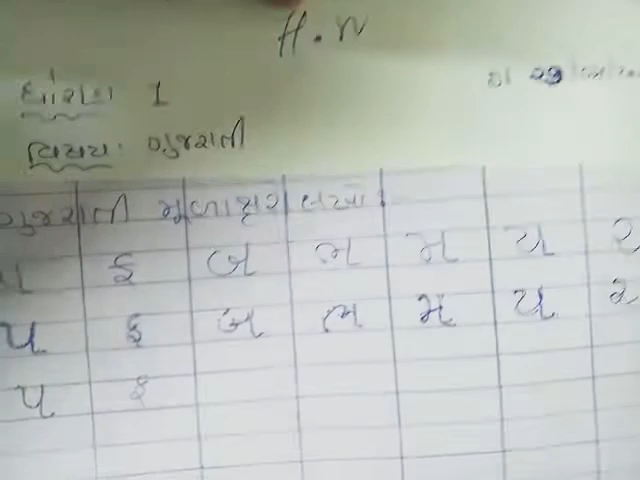 H.W
ધોરણ 1
વિષય: ગુજરાતી
ગુજરાતી મૂળાક્ષર લખો
ફ બ ભ મ ય ર
પ ફ બ ભ મ ય ર
પ ફ